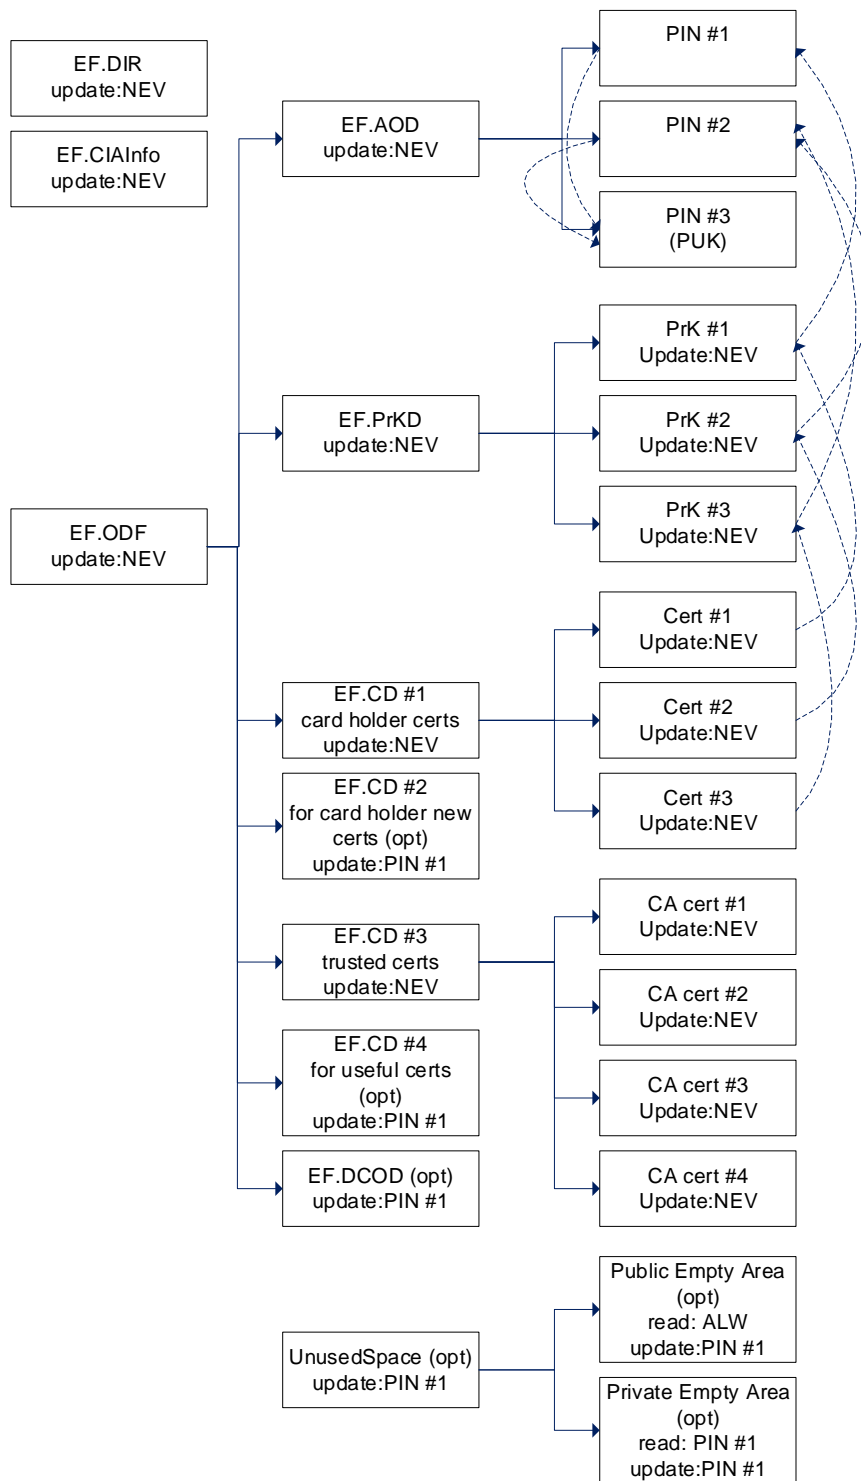 EF.DIR
update:NEV
EF.CIAInfo
update:NEV
EF.ODF
update:NEV
EF.AOD
update:NEV
EF.PrKD
update:NEV
EF.CD #1
card holder certs
update:NEV
EF.CD #2
for card holder new
certs (opt)
update:PIN #1
EF.CD #3
trusted certs
update:NEV
EF.CD #4
for useful certs
(opt)
update:PIN #1
EF.DCOD (opt)
update:PIN #1
UnusedSpace (opt)
update:PIN #1
PIN #1
PIN #2
PIN #3
(PUK)
PrK #1
Update:NEV
PrK #2
Update:NEV
PrK #3
Update:NEV
Cert #1
Update:NEV
Cert #2
Update:NEV
Cert #3
Update:NEV
CA cert #1
Update:NEV
CA cert #2
Update:NEV
CA cert #3
Update:NEV
CA cert #4
Update:NEV
Public Empty Area
(opt)
read: ALW
update:PIN #1
Private Empty Area
(opt)
read: PIN #1
update:PIN #1